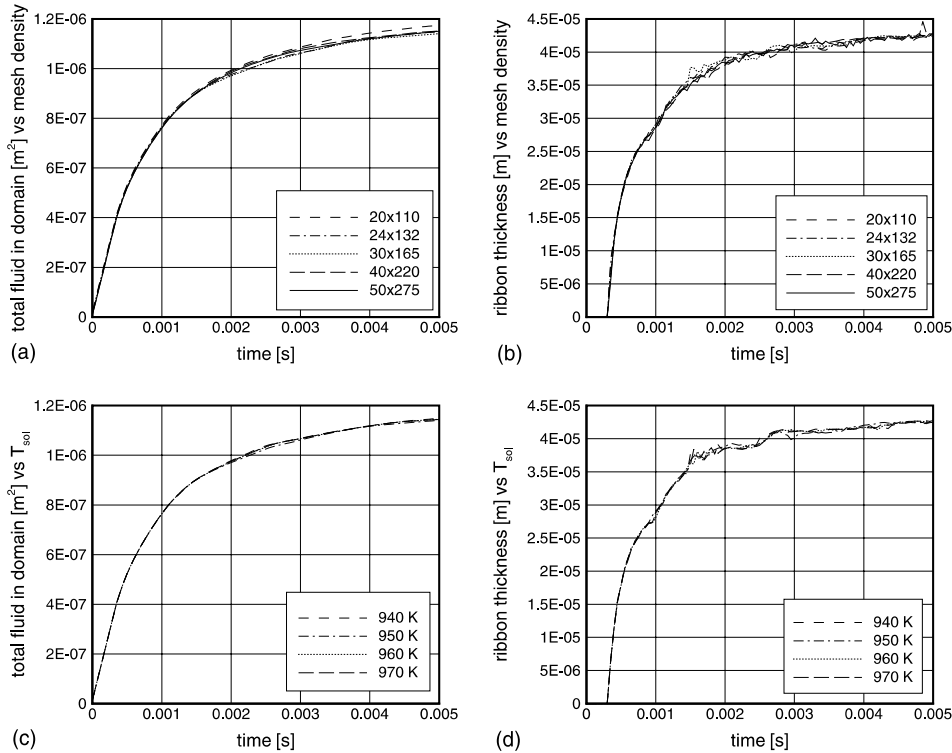 total fluid in domain [m²] vs mesh density
1.2E-06
1E-06
8E-07
6E-07
4E-07
2E-07
0
20x110
24x132
30x165
40x220
50x275
0 0.001 0.002 0.003 0.004 0.005
time [s]
(a)
ribbon thickness [m] vs mesh density
4.5E-05
4E-05
3.5E-05
3E-05
2.5E-05
2E-05
1.5E-05
1E-05
5E-06
0
20x110
24x132
30x165
40x220
50x275
0 0.001 0.002 0.003 0.004 0.005
time [s]
(b)
total fluid in domain [m²] vs T_sol
1.2E-06
1E-06
8E-07
6E-07
4E-07
2E-07
0
940 K
950 K
960 K
970 K
0 0.001 0.002 0.003 0.004 0.005
time [s]
(c)
ribbon thickness [m] vs T_sol
4.5E-05
4E-05
3.5E-05
3E-05
2.5E-05
2E-05
1.5E-05
1E-05
5E-06
0
940 K
950 K
960 K
970 K
0 0.001 0.002 0.003 0.004 0.005
time [s]
(d)